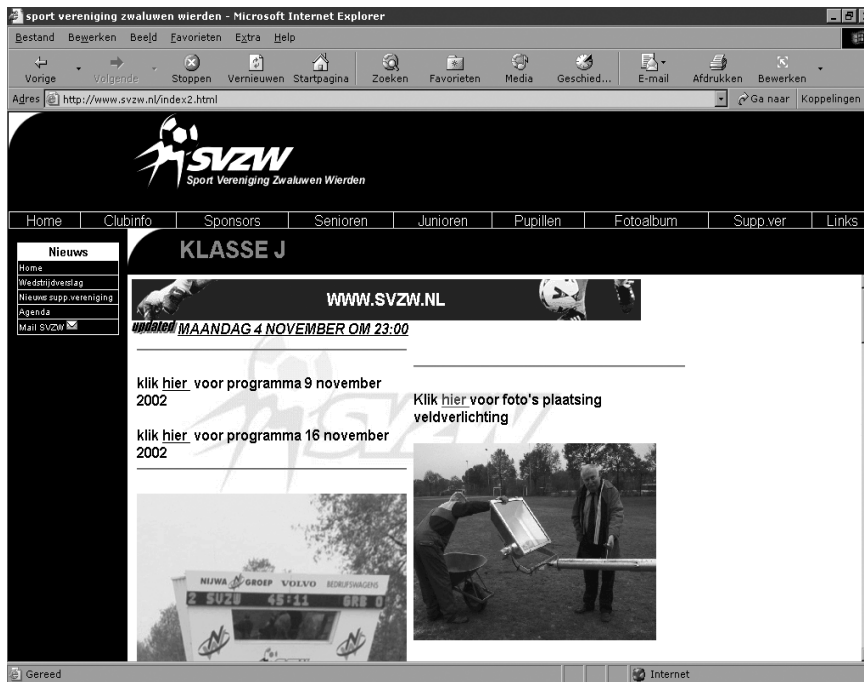 sport vereniging zwaluwen wierden - Microsoft Internet Explorer
Bestand Bewerken Beeld Favorieten Extra Help
Vorige Volgende Stoppen Vernieuwen Startpagina Zoeken Favorieten Media Geschied... E-mail Afdrukken Bewerken
Adres http://www.svzw.nl/index2.html Ga naar Koppelingen
SVZW
Sport Vereniging Zwaluwen Wierden
Home Clubinfo Sponsors Senioren Junioren Pupillen Fotoalbum Supp.ver Links
Nieuws
Home
Wedstrijdverslag
Nieuws supp.vereniging
Agenda
Mail SVZW
KLASSE J
WWW.SVZW.NL
updated MAANDAG 4 NOVEMBER OM 23:00
klik hier voor programma 9 november
2002
klik hier voor programma 16 november
2002
SVZW
Klik hier voor foto's plaatsing
veldverlichting
NIJWA GROEP VOLVO BEDRIJFSWAGENS
2 SVZW 45:11 GRB 0
Gereed Internet